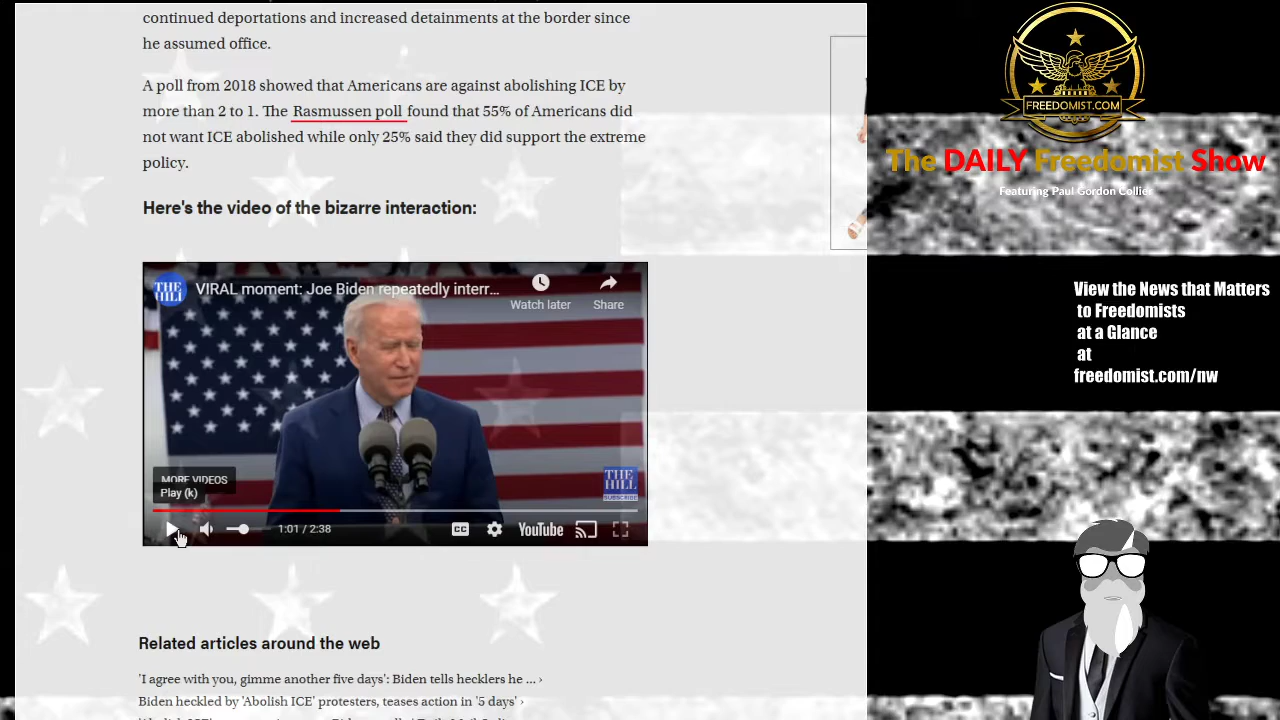 continued deportations and increased detainments at the border since
he assumed office.
A poll from 2018 showed that Americans are against abolishing ICE by
more than 2 to 1. The Rasmussen poll found that 55% of Americans did
not want ICE abolished while only 25% said they did support the extreme
policy.
Here's the video of the bizarre interaction:
THE
HILL
VIRAL moment: Joe Biden repeatedly interr...
Watch later
Share
MORE VIDEOS
Play (k)
THE
HILL
SUBSCRIBE
1:01 / 2:38
CC
YouTube
Related articles around the web
'I agree with you, gimme another five days': Biden tells hecklers he ... ›
Biden heckled by 'Abolish ICE' protesters, teases action in '5 days' ›
FREEDOMIST.COM
The DAILY Freedomist Show
Featuring Paul Gordon Collier
View the News that Matters
to Freedomists
at a Glance
at
freedomist.com/nw